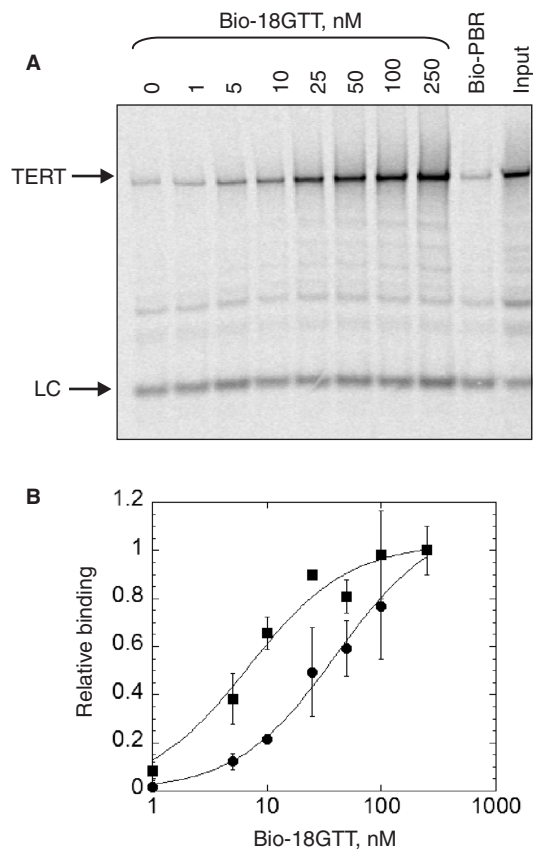 Bio-18GTT, nM
A
0 1 5 10 25 50 100 250 Bio-PBR Input
TERT
LC
B
1.2
1
0.8
0.6
0.4
0.2
0
Relative binding
1 10 100 1000
Bio-18GTT, nM